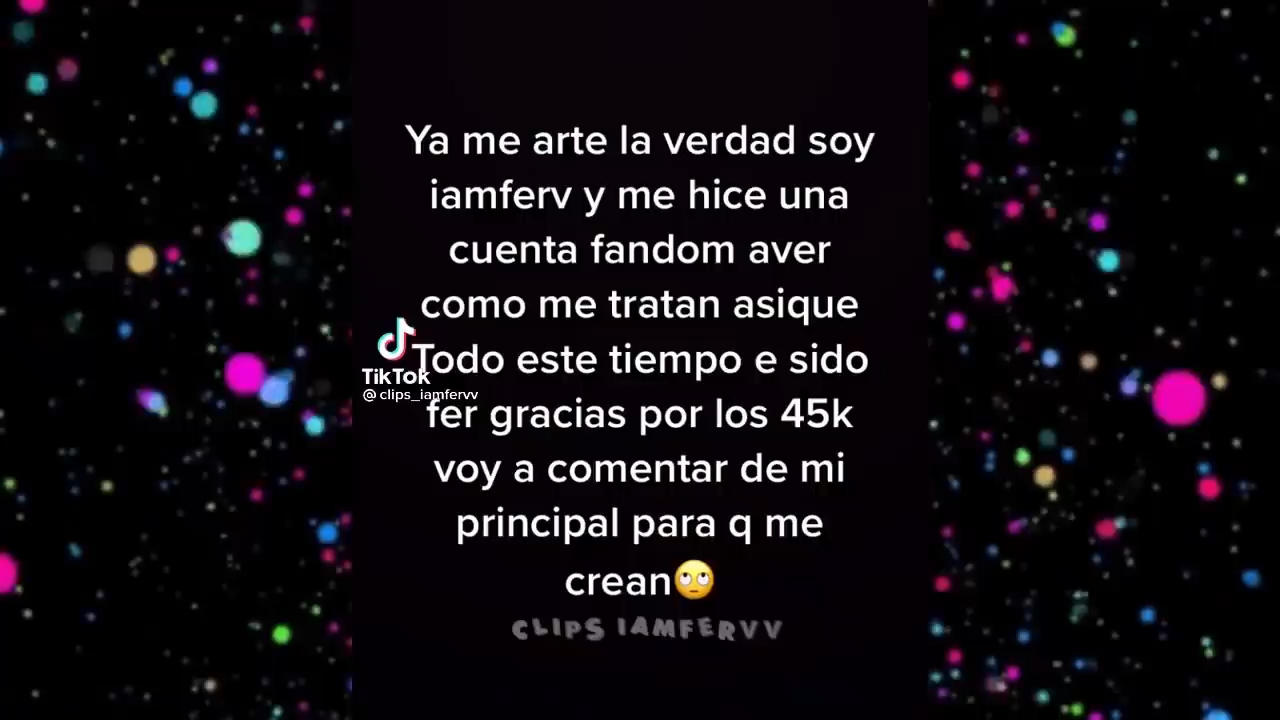 Ya me arte la verdad soy
iamferv y me hice una
cuenta fandom aver
como me tratan asique
Todo este tiempo e sido
TikTok
@clips_iamfervv
fer gracias por los 45k
voy a comentar de mi
principal para q me
crean🙄
CLIPS IAMFERVV